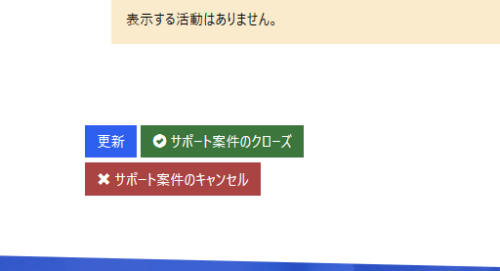 表示する活動はありません。
更新 サポート案件のクローズ
サポート案件のキャンセル